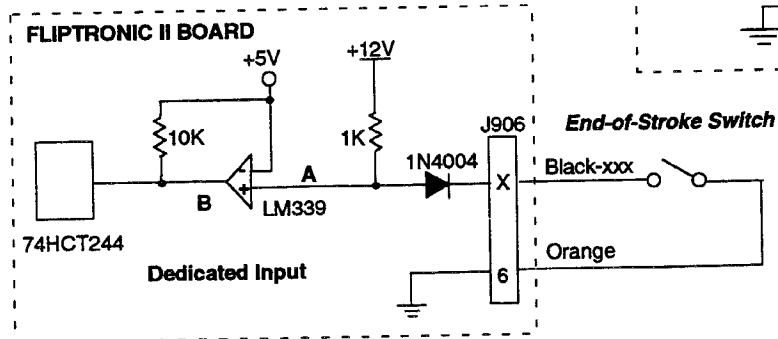 FLIPTRONIC II BOARD
+5V
+12V
10K
1K
J906
End-of-Stroke Switch
1N4004
A
X
Black-xxx
-
+
B
LM339
74HCT244
Dedicated Input
Orange
6